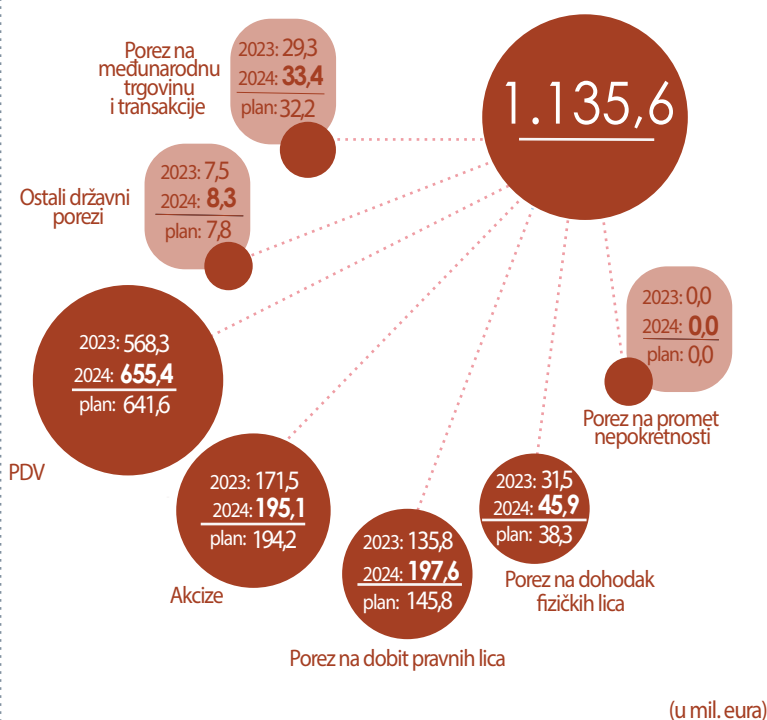 Porez na
međunarodnu
trgovinu
i transakcije
2023: 29,3
2024: 33,4
plan: 32,2
1.135,6
Ostali državni
porezi
2023: 7,5
2024: 8,3
plan: 7,8
2023: 568,3
2024: 655,4
plan: 641,6
PDV
2023: 171,5
2024: 195,1
plan: 194,2
Akcize
2023: 135,8
2024: 197,6
plan: 145,8
Porez na dobit pravnih lica
2023: 31,5
2024: 45,9
plan: 38,3
Porez na dohodak
fizičkih lica
2023: 0,0
2024: 0,0
plan: 0,0
Porez na promet
nepokretnosti
(u mil. eura)